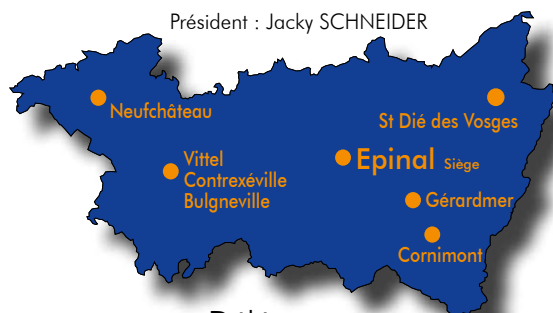 Président : Jacky SCHNEIDER
Neufchâteau
St Dié des Vosges
Vittel
Contrexéville
Bulgneville
Epinal Siège
Gérardmer
Cornimont